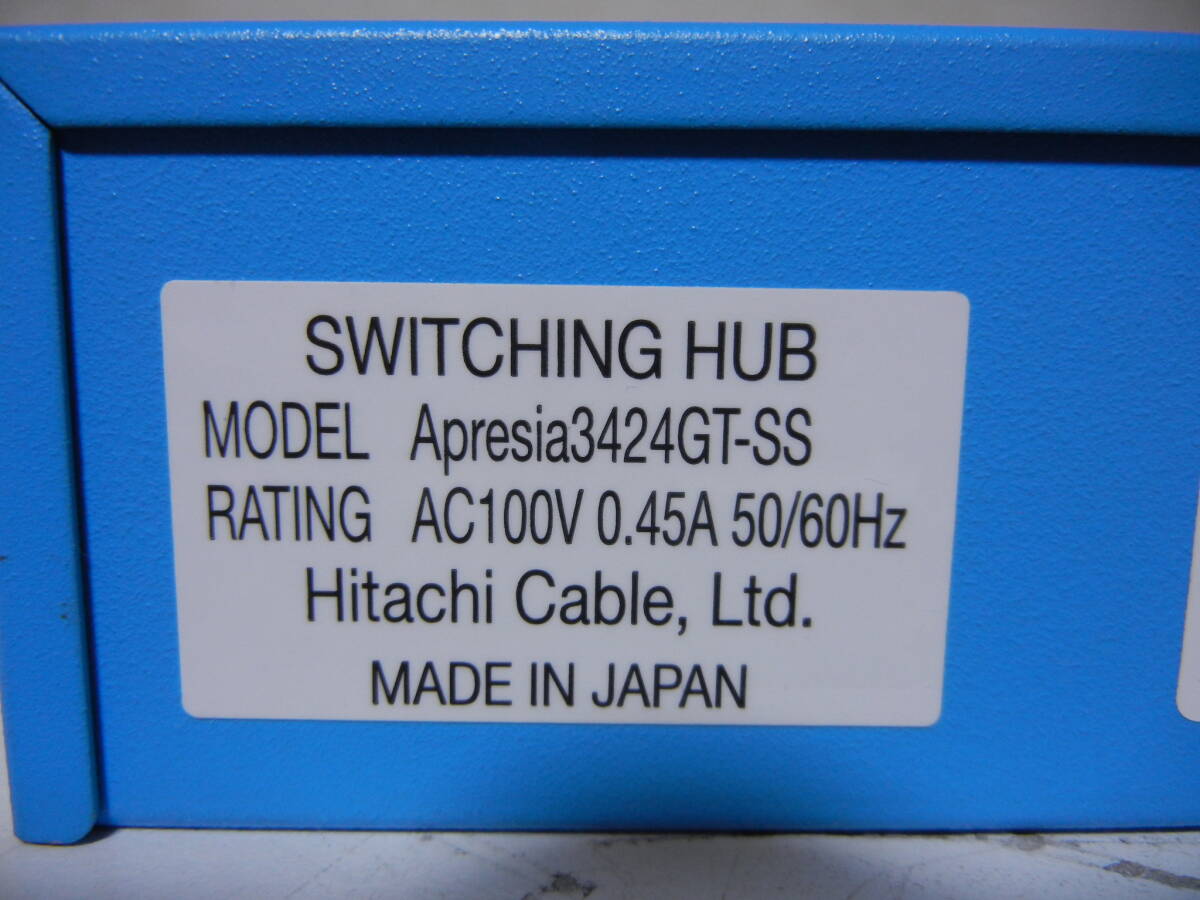 SWITCHING HUB
MODEL Apresia3424GT-SS
RATING AC100V 0.45A 50/60Hz
Hitachi Cable, Ltd.
MADE IN JAPAN